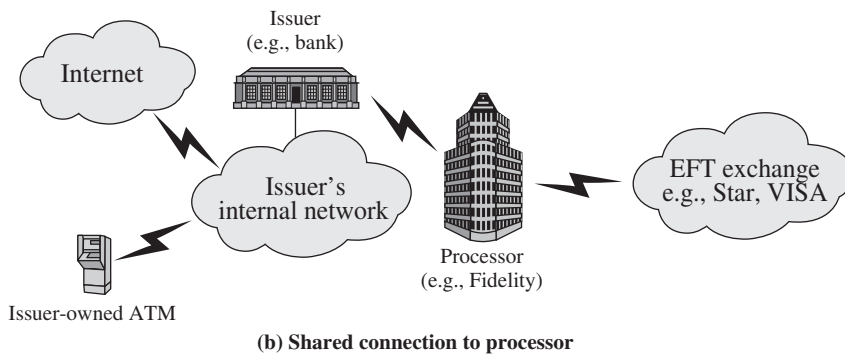 Issuer
(e.g., bank)
Internet
Issuer's
internal network
EFT exchange
e.g., Star, VISA
Processor
(e.g., Fidelity)
Issuer-owned ATM
(b) Shared connection to processor